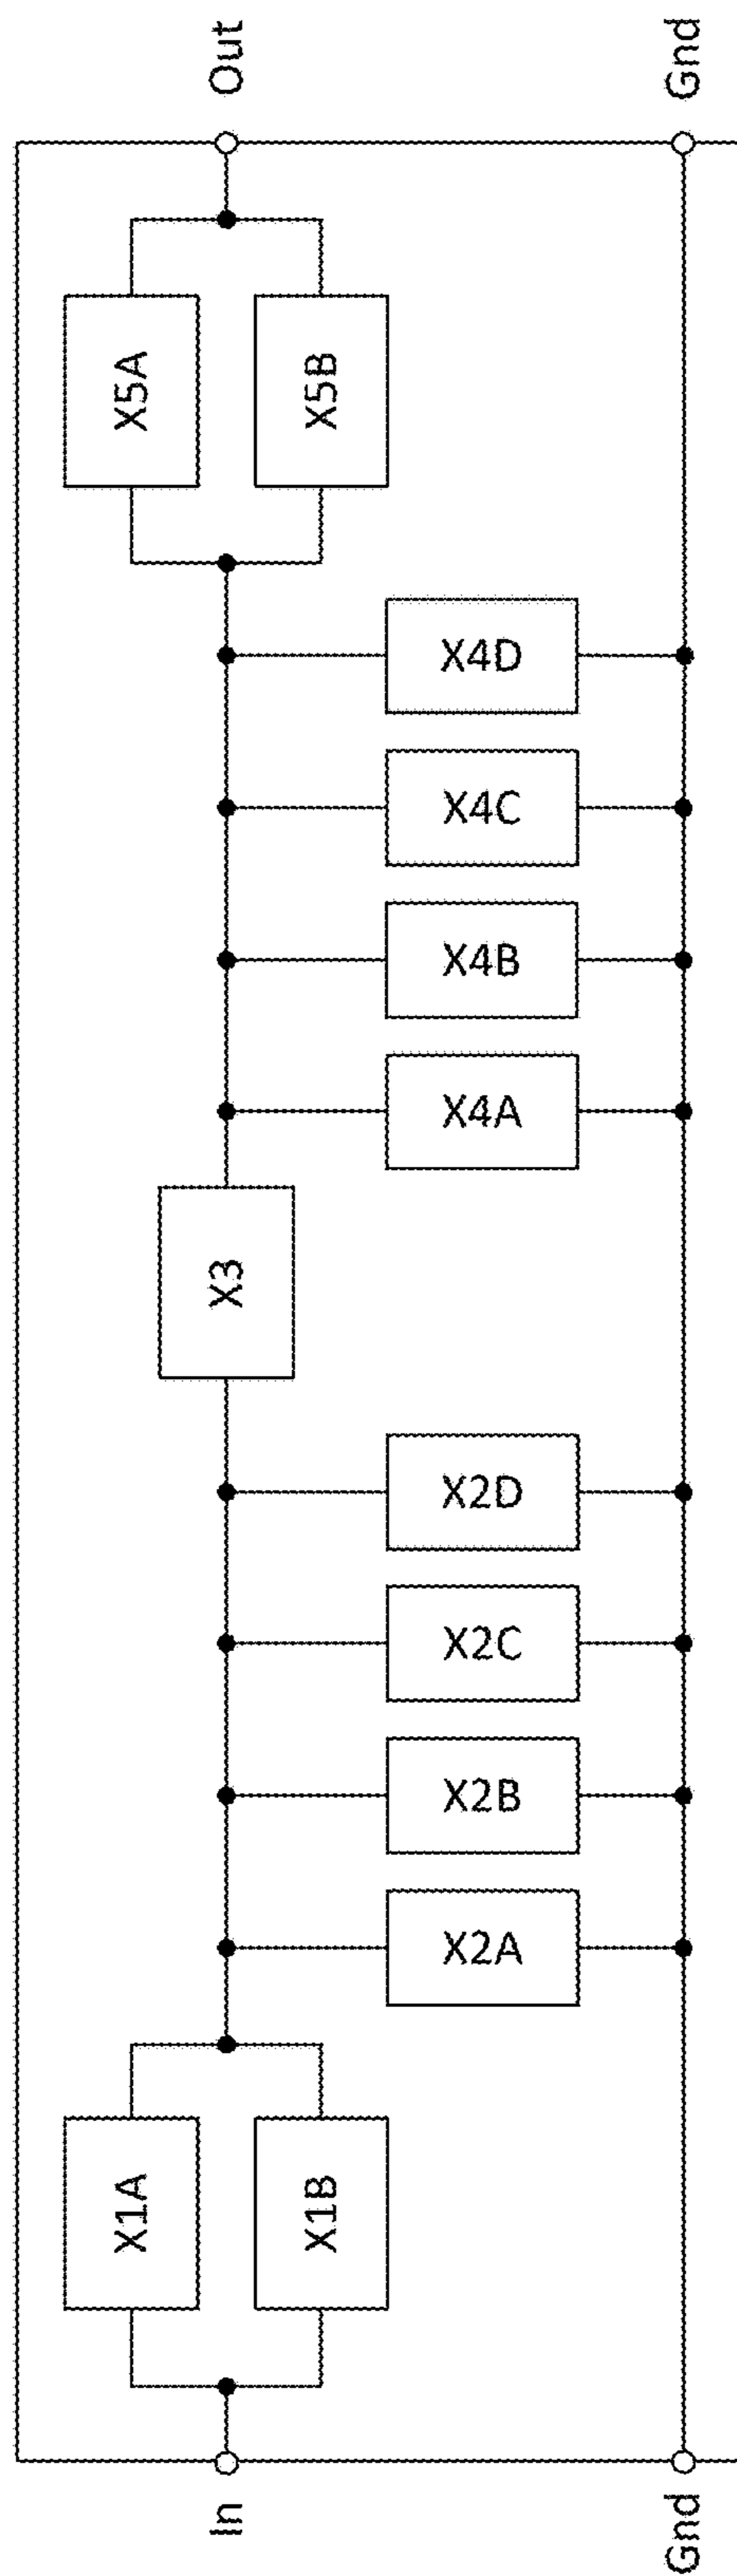 Out
Gnd
X5A
X5B
X4D
X4C
X4B
X4A
X3
X2D
X2C
X2B
X2A
X1A
X1B
In
Gnd